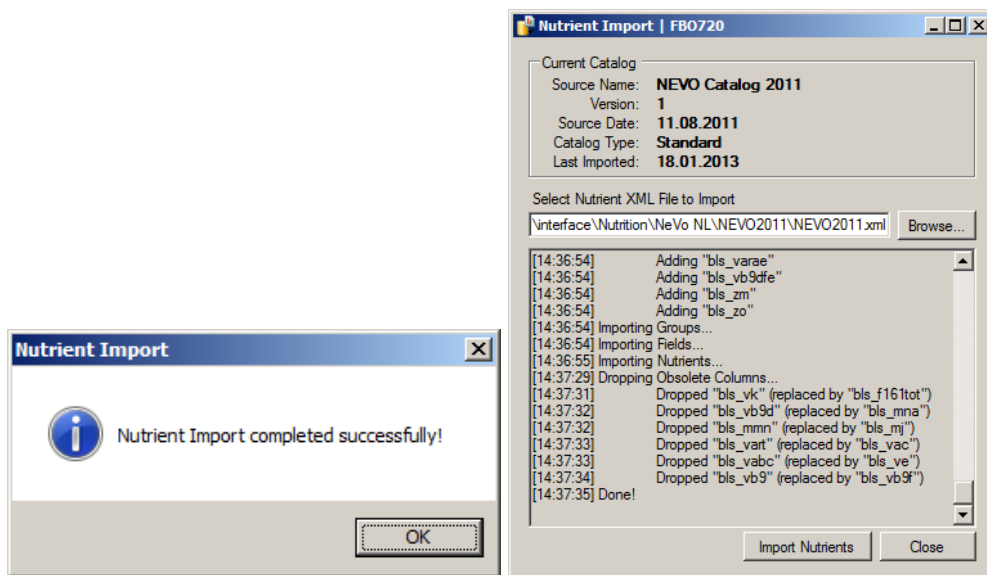 Nutrient Import
Nutrient Import completed successfully!
OK
Nutrient Import | FBO720
Current Catalog
Source Name: NEVO Catalog 2011
Version: 1
Source Date: 11.08.2011
Catalog Type: Standard
Last Imported: 18.01.2013
Select Nutrient XML File to Import
\interface\Nutrition\NeVo NL\NEVO2011\NEVO2011.xml Browse...
[14:36:54] Adding "bls_varae"
[14:36:54] Adding "bls_vb9dfe"
[14:36:54] Adding "bls_zm"
[14:36:54] Adding "bls_zo"
[14:36:54] Importing Groups...
[14:36:54] Importing Fields...
[14:36:55] Importing Nutrients...
[14:37:29] Dropping Obsolete Columns...
[14:37:31] Dropped "bls_vk" (replaced by "bls_f161tot")
[14:37:32] Dropped "bls_vb9d" (replaced by "bls_mna")
[14:37:32] Dropped "bls_mmn" (replaced by "bls_mj")
[14:37:33] Dropped "bls_vart" (replaced by "bls_vac")
[14:37:33] Dropped "bls_vabc" (replaced by "bls_ve")
[14:37:34] Dropped "bls_vb9" (replaced by "bls_vb9f")
[14:37:35] Done!
Import Nutrients Close